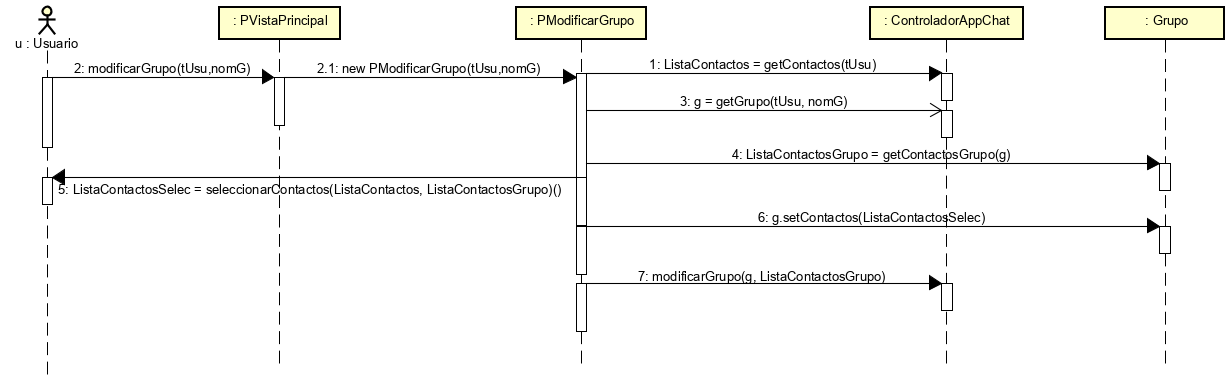 : PVistaPrincipal
: PModificarGrupo
: ControladorAppChat
: Grupo
u : Usuario
2: modificarGrupo(tUsu,nomG)
2.1: new PModificarGrupo(tUsu,nomG)
1: ListaContactos = getContactos(tUsu)
3: g = getGrupo(tUsu, nomG)
4: ListaContactosGrupo = getContactosGrupo(g)
5: ListaContactosSelec = seleccionarContactos(ListaContactos, ListaContactosGrupo)()
6: g.setContactos(ListaContactosSelec)
7: modificarGrupo(g, ListaContactosGrupo)